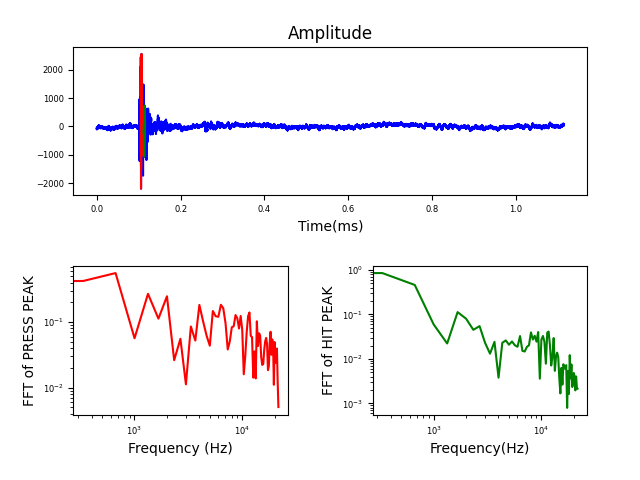 Amplitude
2000
1000
0
−1000
−2000
0.0 0.2 0.4 0.6 0.8 1.0
Time(ms)
FFT of PRESS PEAK
10⁻¹
10⁻²
10³ 10⁴
Frequency (Hz)
FFT of HIT PEAK
10⁰
10⁻¹
10⁻²
10⁻³
10³ 10⁴
Frequency(Hz)